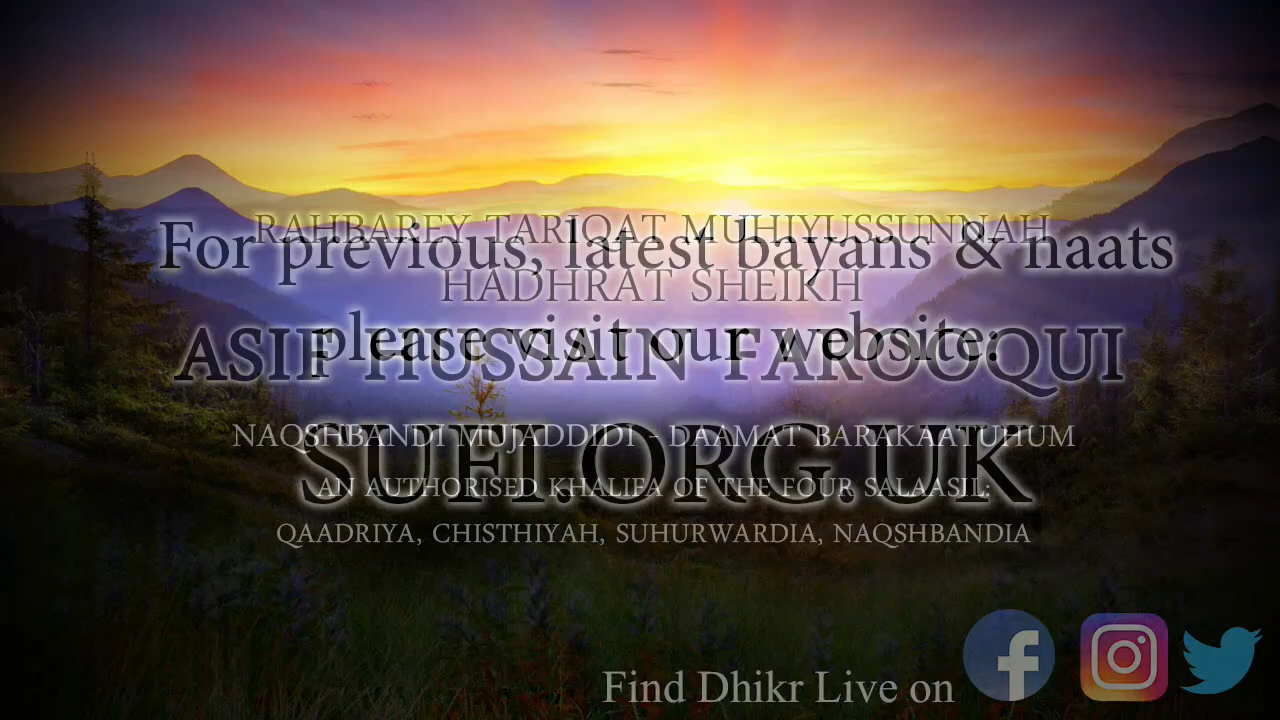 RAHBAREY TARIQAT MUHIYUSSUNNAH
For previous, latest bayans & naats
HADHRAT SHEIKH
please visit our website:
ASIF HUSSAIN FAROOQUI
NAQSHBANDI MUJADDIDI - DAAMAT BARAKAATUHUM
SUFI.ORG.UK
AN AUTHORISED KHALIFA OF THE FOUR SALAASIL:
QAADRIYA, CHISTHIYAH, SUHURWARDIA, NAQSHBANDIA
Find Dhikr Live on